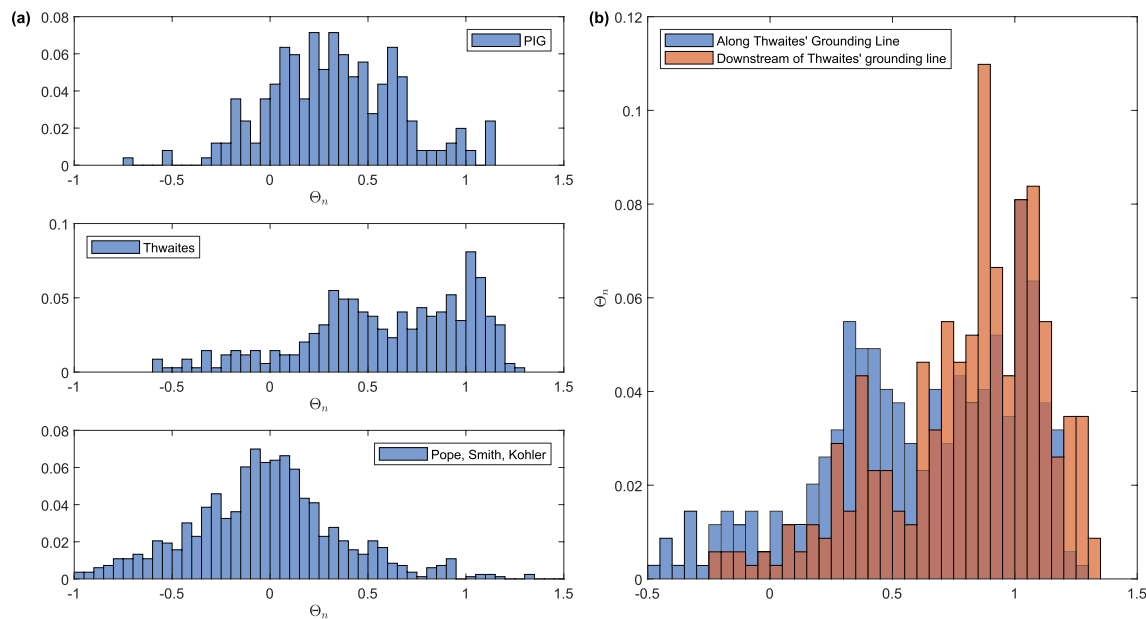 (a)
0.08
0.06
0.04
0.02
0
PIG
-1 -0.5 0 0.5 1 1.5
Θn
0.1
0.05
0
Thwaites
-1 -0.5 0 0.5 1 1.5
Θn
0.08
0.06
0.04
0.02
0
Pope, Smith, Kohler
-1 -0.5 0 0.5 1 1.5
Θn
(b)
0.12
0.1
0.08
0.06
0.04
0.02
0
Θn
Along Thwaites' Grounding Line
Downstream of Thwaites' grounding line
-0.5 0 0.5 1 1.5